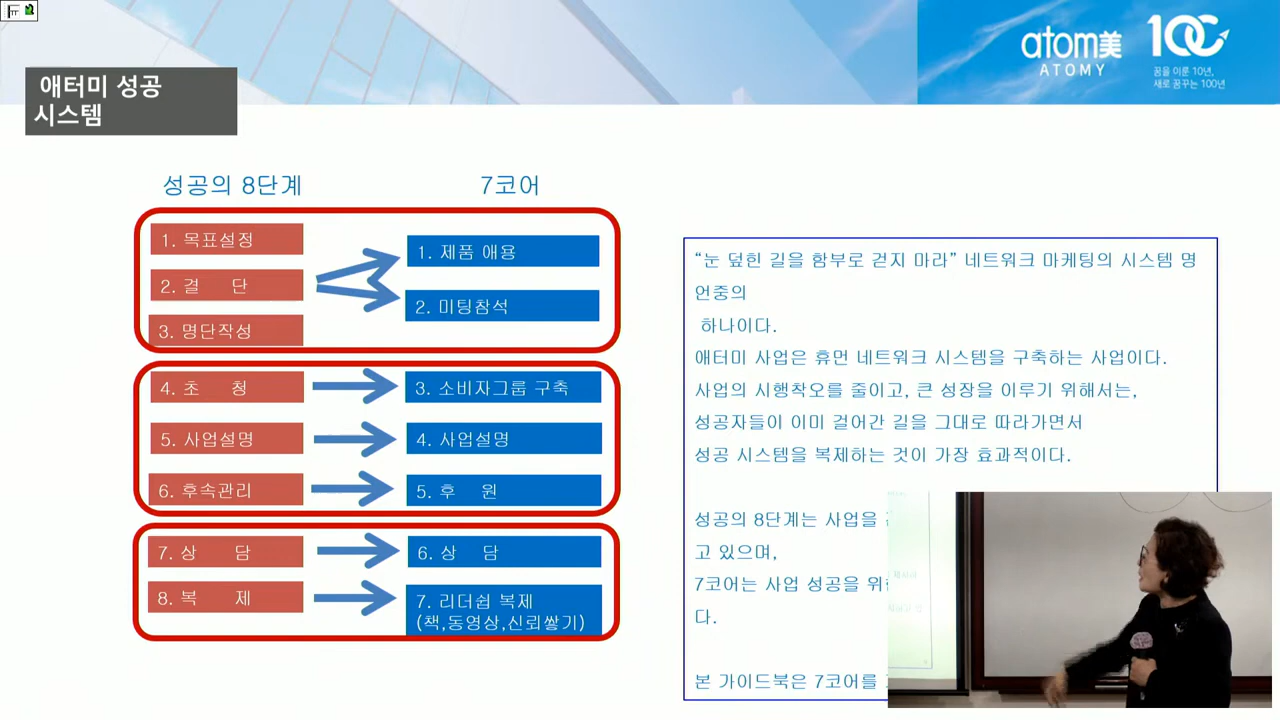 atom美
ATOMY
100
꿈을 이룬 10년,
새로 꿈꾸는 100년
애터미 성공
시스템
성공의 8단계
7코어
1. 목표설정
2. 결 단
3. 명단작성
1. 제품 애용
2. 미팅참석
4. 초 청
5. 사업설명
6. 후속관리
3. 소비자그룹 구축
4. 사업설명
5. 후 원
7. 상 담
8. 복 제
6. 상 담
7. 리더쉽 복제
(책,동영상,신뢰쌓기)
“눈 덮힌 길을 함부로 걷지 마라” 네트워크 마케팅의 시스템 명
언중의
하나이다.
애터미 사업은 휴먼 네트워크 시스템을 구축하는 사업이다.
사업의 시행착오를 줄이고, 큰 성장을 이루기 위해서는,
성공자들이 이미 걸어간 길을 그대로 따라가면서
성공 시스템을 복제하는 것이 가장 효과적이다.
성공의 8단계는 사업을
고 있으며,
7코어는 사업 성공을
다.
본 가이드북은 7코어를